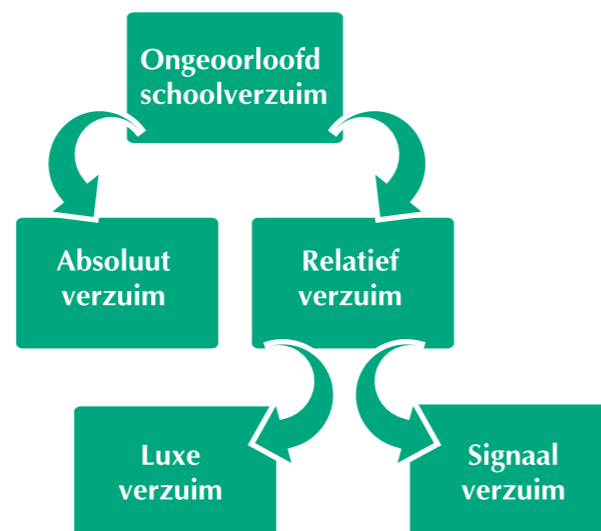 Ongeoorloofd
schoolverzuim
Absoluut
verzuim
Relatief
verzuim
Luxe
verzuim
Signaal
verzuim